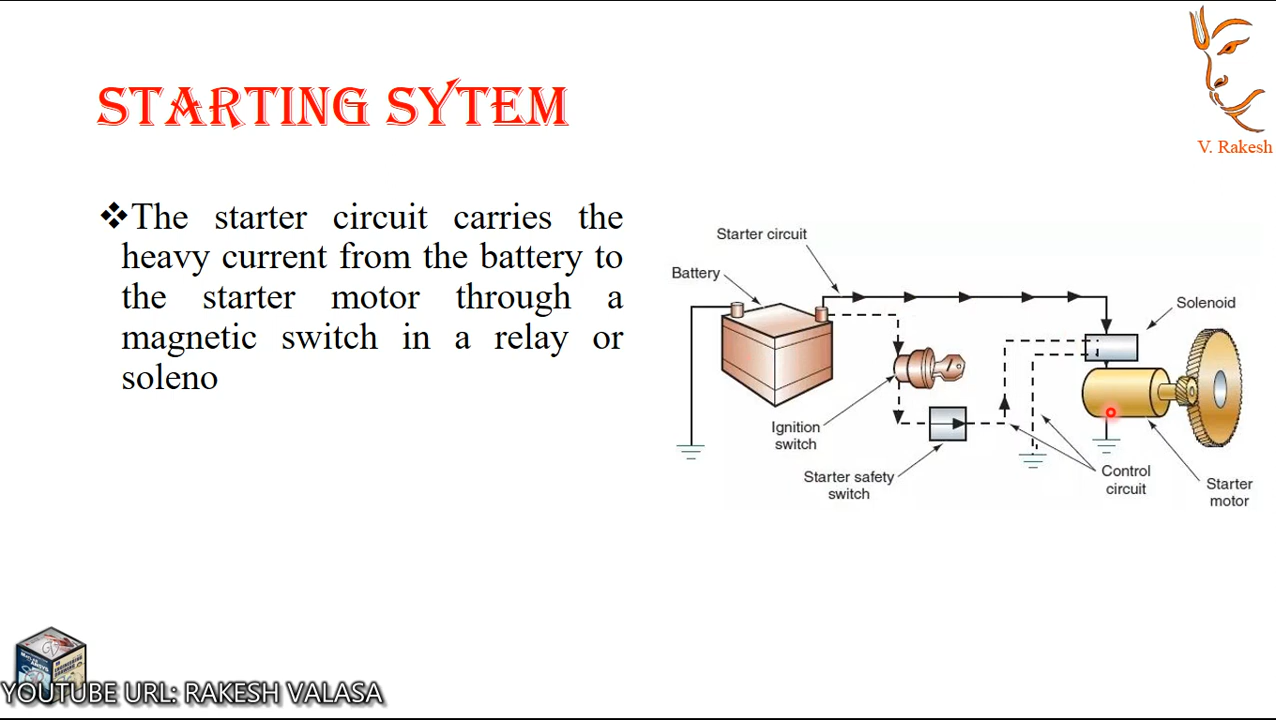 STARTING SYTEM
V. Rakesh
❖The starter circuit carries the
heavy current from the battery to
the starter motor through a
magnetic switch in a relay or
soleno
Starter circuit
Battery
Solenoid
Ignition
switch
Starter safety
switch
Control
circuit
Starter
motor
YOUTUBE URL: RAKESH VALASA